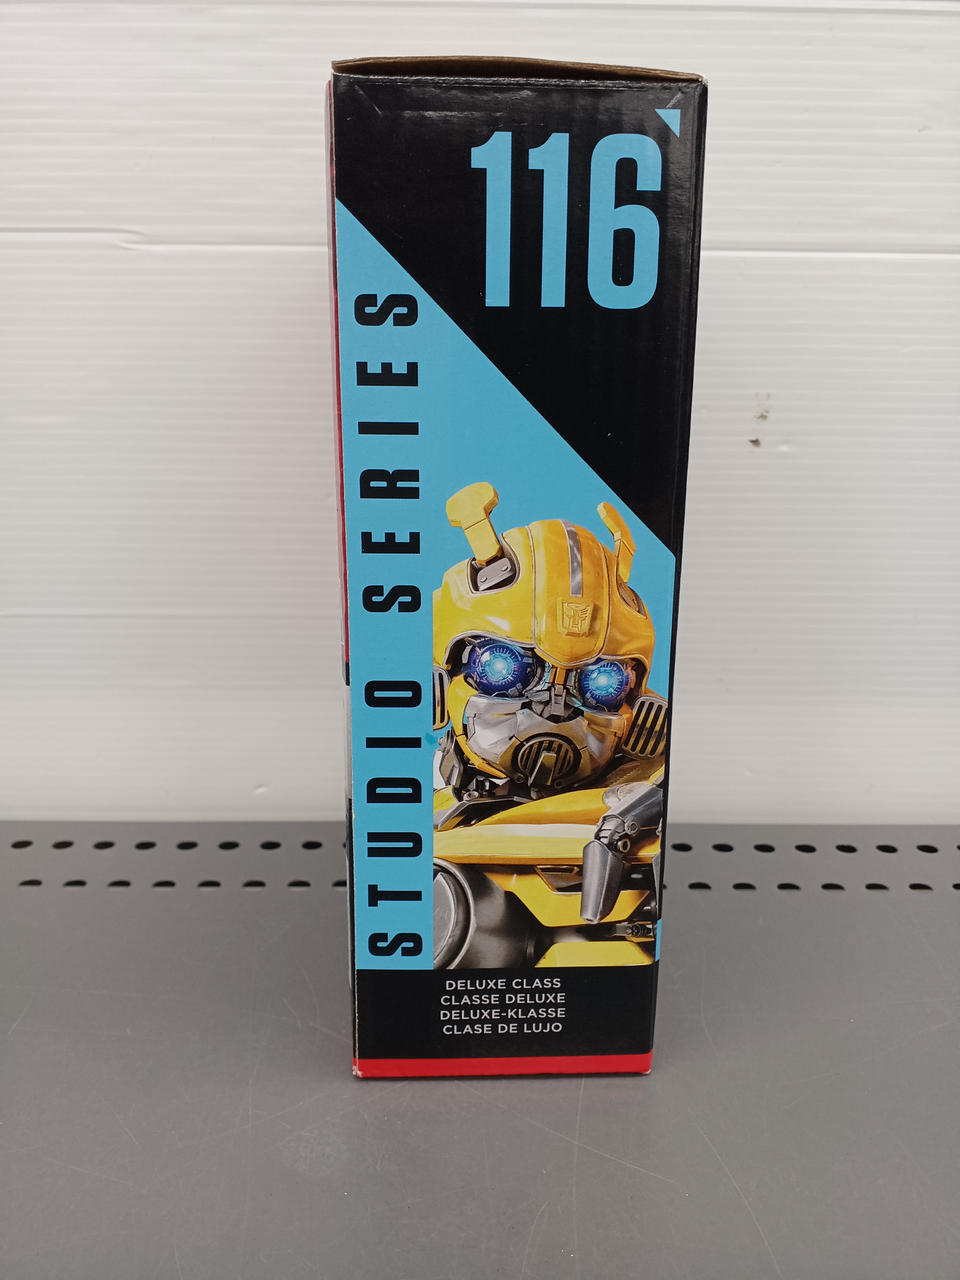 116
STUDIO SERIES
DELUXE CLASS
CLASSE DELUXE
DELUXE-KLASSE
CLASE DE LUJO